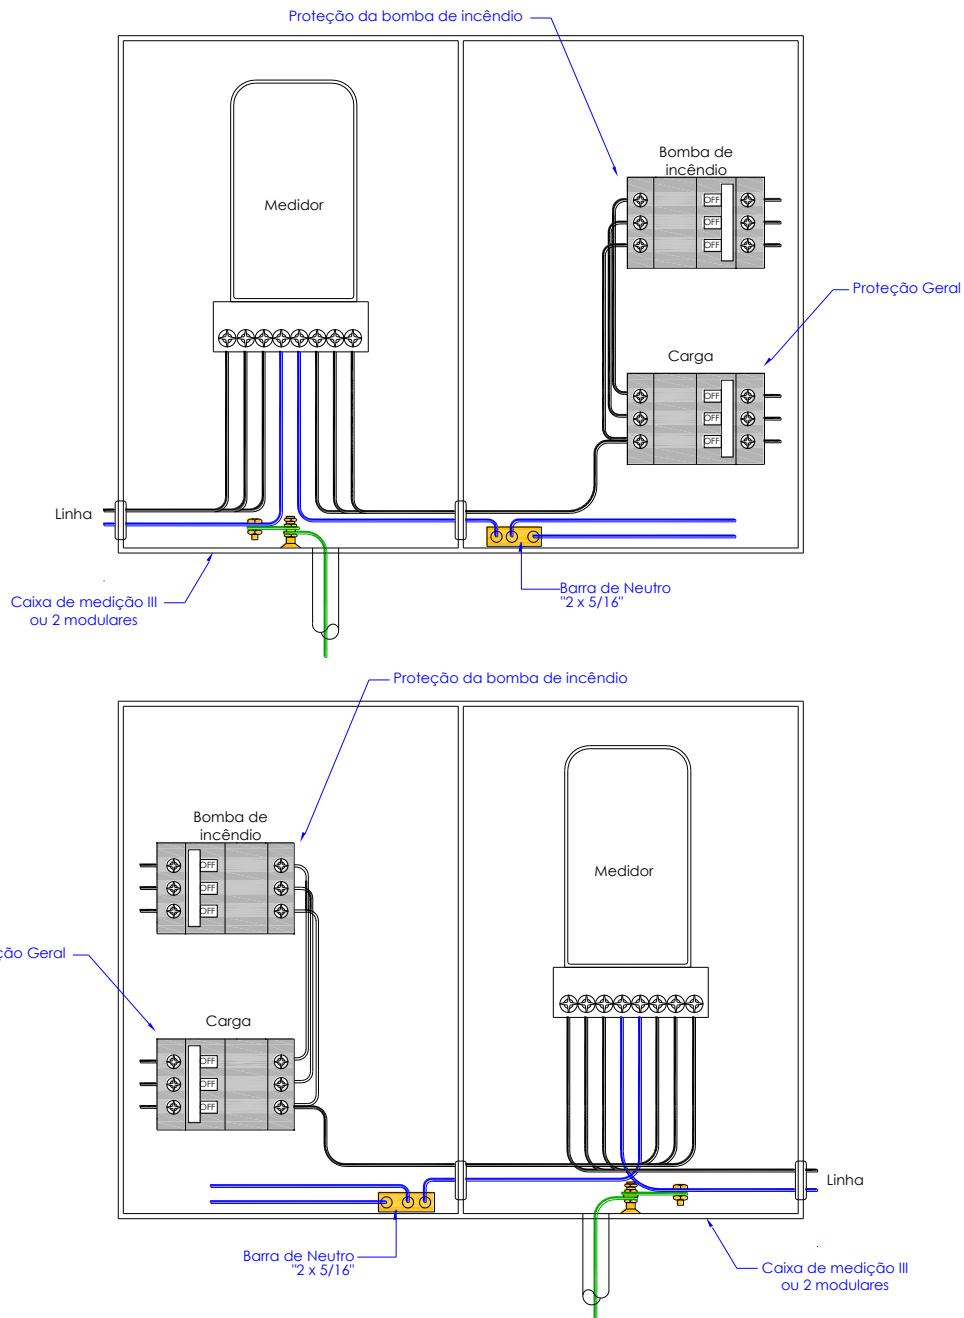 Proteção da bomba de incêndio
Bomba de
incêndio
Medidor
OFF
OFF
OFF
Proteção Geral
Carga
OFF
OFF
OFF
Linha
Barra de Neutro
"2 x 5/16"
Caixa de medição III
ou 2 modulares
Proteção da bomba de incêndio
Bomba de
incêndio
OFF
OFF
OFF
Medidor
ção Geral
Carga
OFF
OFF
OFF
Linha
Barra de Neutro
"2 x 5/16"
Caixa de medição III
ou 2 modulares